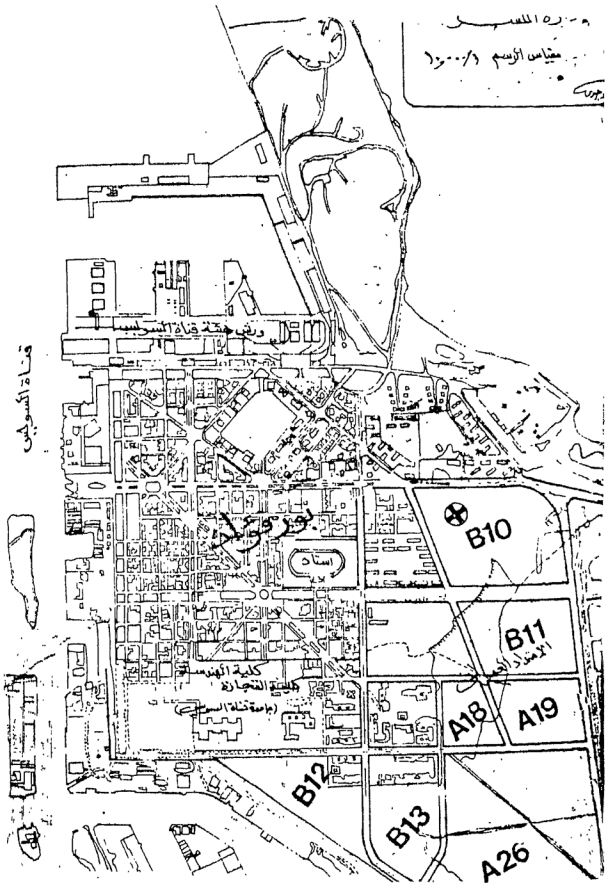 مقياس الرسم ١/١٠٠٠٠
ورش هيئة قناة السويس
قناة السويس
بور فؤاد
B10
استاد
B11
الامتداد
كلية الهندسة
كلية التجارة
(جامعة قناة السويس)
A18
A19
B12
B13
A26